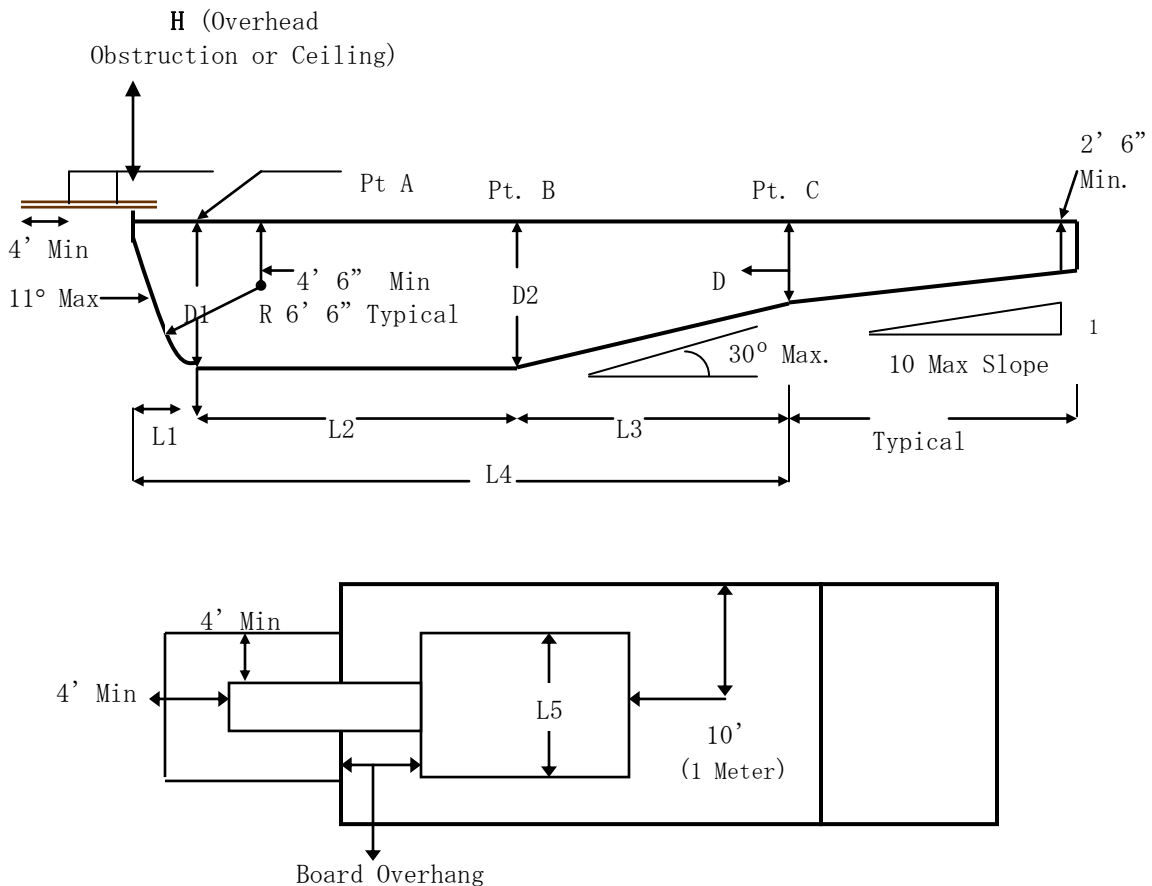 H (Overhead
Obstruction or Ceiling)
2’ 6”
Min.
Pt A
Pt. B
Pt. C
4’ Min
11° Max
4’ 6” Min
D1
R 6’ 6” Typical
D2
D
30° Max.
1
10 Max Slope
L1
L2
L3
Typical
L4
4’ Min
4’ Min
L5
10’
(1 Meter)
Board Overhang